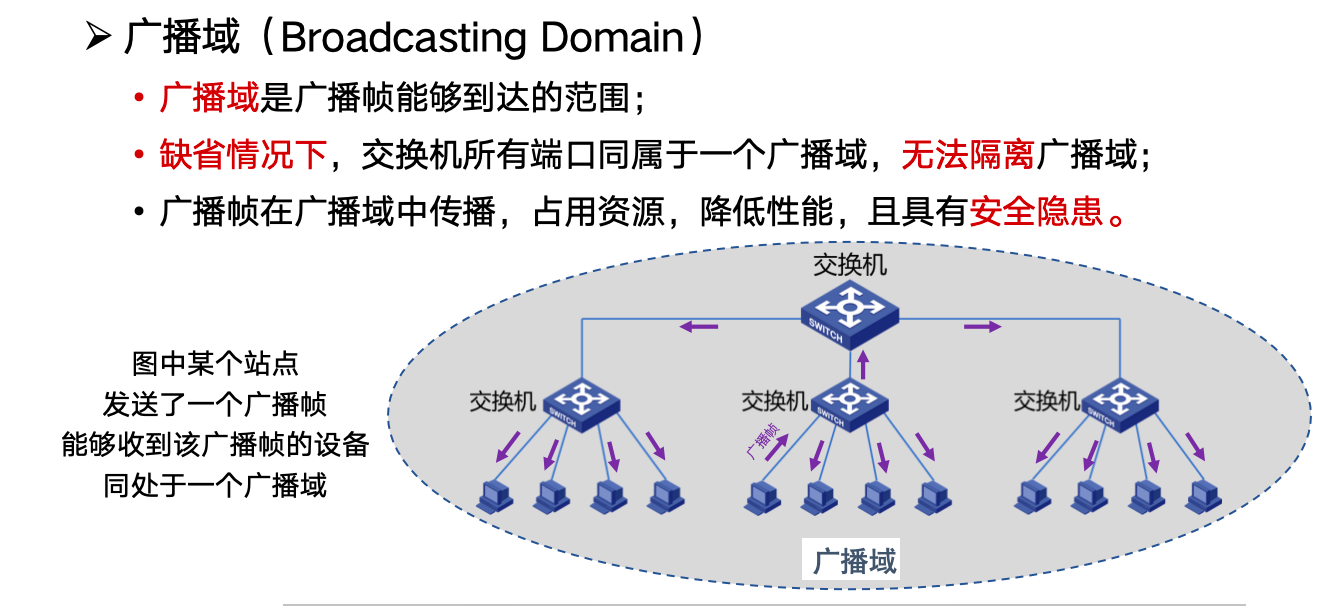 ➢ 广播域（Broadcasting Domain）
• 广播域是广播帧能够到达的范围；
• 缺省情况下，交换机所有端口同属于一个广播域，无法隔离广播域；
• 广播帧在广播域中传播，占用资源，降低性能，且具有安全隐患。
交换机
SWITCH
图中某个站点
发送了一个广播帧
能够收到该广播帧的设备
同处于一个广播域
交换机
SWITCH
交换机
SWITCH
交换机
SWITCH
广播帧
广播域